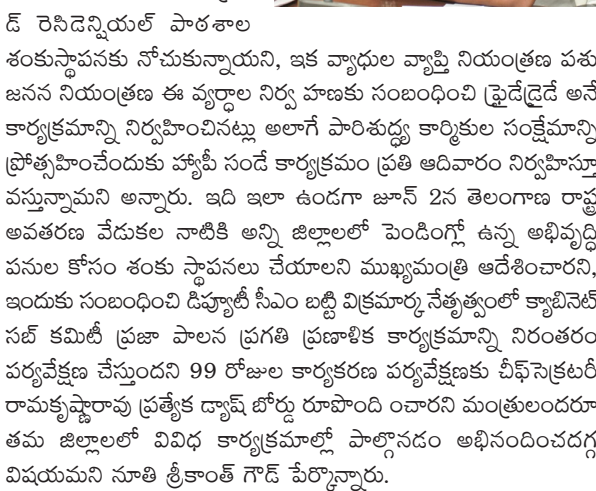 డ్ రెసిడెన్షియల్ పాఠశాల
శంకుస్థాపనకు నోచుకున్నాయని, ఇక వ్యాధుల వ్యాప్తి నియంత్రణ పశు
జనన నియంత్రణ ఈ వ్యర్థాల నిర్వ హణకు సంబంధించి ఫ్రైడేడ్రైడే అనే
కార్యక్రమాన్ని నిర్వహించినట్లు అలాగే పారిశుద్ధ్య కార్మికుల సంక్షేమాన్ని
ప్రోత్సహించేందుకు హ్యాపీ సండే కార్యక్రమం ప్రతి ఆదివారం నిర్వహిస్తూ
వస్తున్నామని అన్నారు. ఇది ఇలా ఉండగా జూన్ 2న తెలంగాణ రాష్ట్ర
అవతరణ వేడుకల నాటికి అన్ని జిల్లాలలో పెండింగ్లో ఉన్న అభివృద్ధి
పనుల కోసం శంకు స్థాపనలు చేయాలని ముఖ్యమంత్రి ఆదేశించారని,
ఇందుకు సంబంధించి డిప్యూటీ సీఎం బట్టి విక్రమార్క నేతృత్వంలో క్యాబినెట్
సబ్ కమిటీ ప్రజా పాలన ప్రగతి ప్రణాళిక కార్యక్రమాన్ని నిరంతరం
పర్యవేక్షణ చేస్తుందని 99 రోజుల కార్యకరణ పర్యవేక్షణకు చీఫ్‌సెక్రటరీ
రామకృష్ణారావు ప్రత్యేక డ్యాష్ బోర్డు రూపొంది ంచారని మంత్రులందరూ
తమ జిల్లాలలో వివిధ కార్యక్రమాల్లో పాల్గొనడం అభినందించదగ్గ
విషయమని నూతి శ్రీకాంత్ గౌడ్ పేర్కొన్నారు.